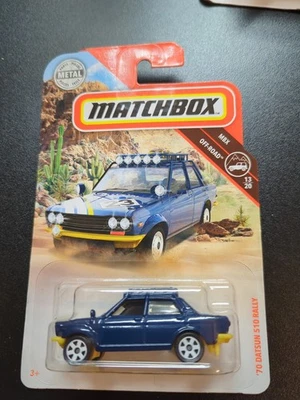 METAL
MATCHBOX
MBX
OFF-ROAD
13
20
'70 DATSUN 510 RALLY
3+